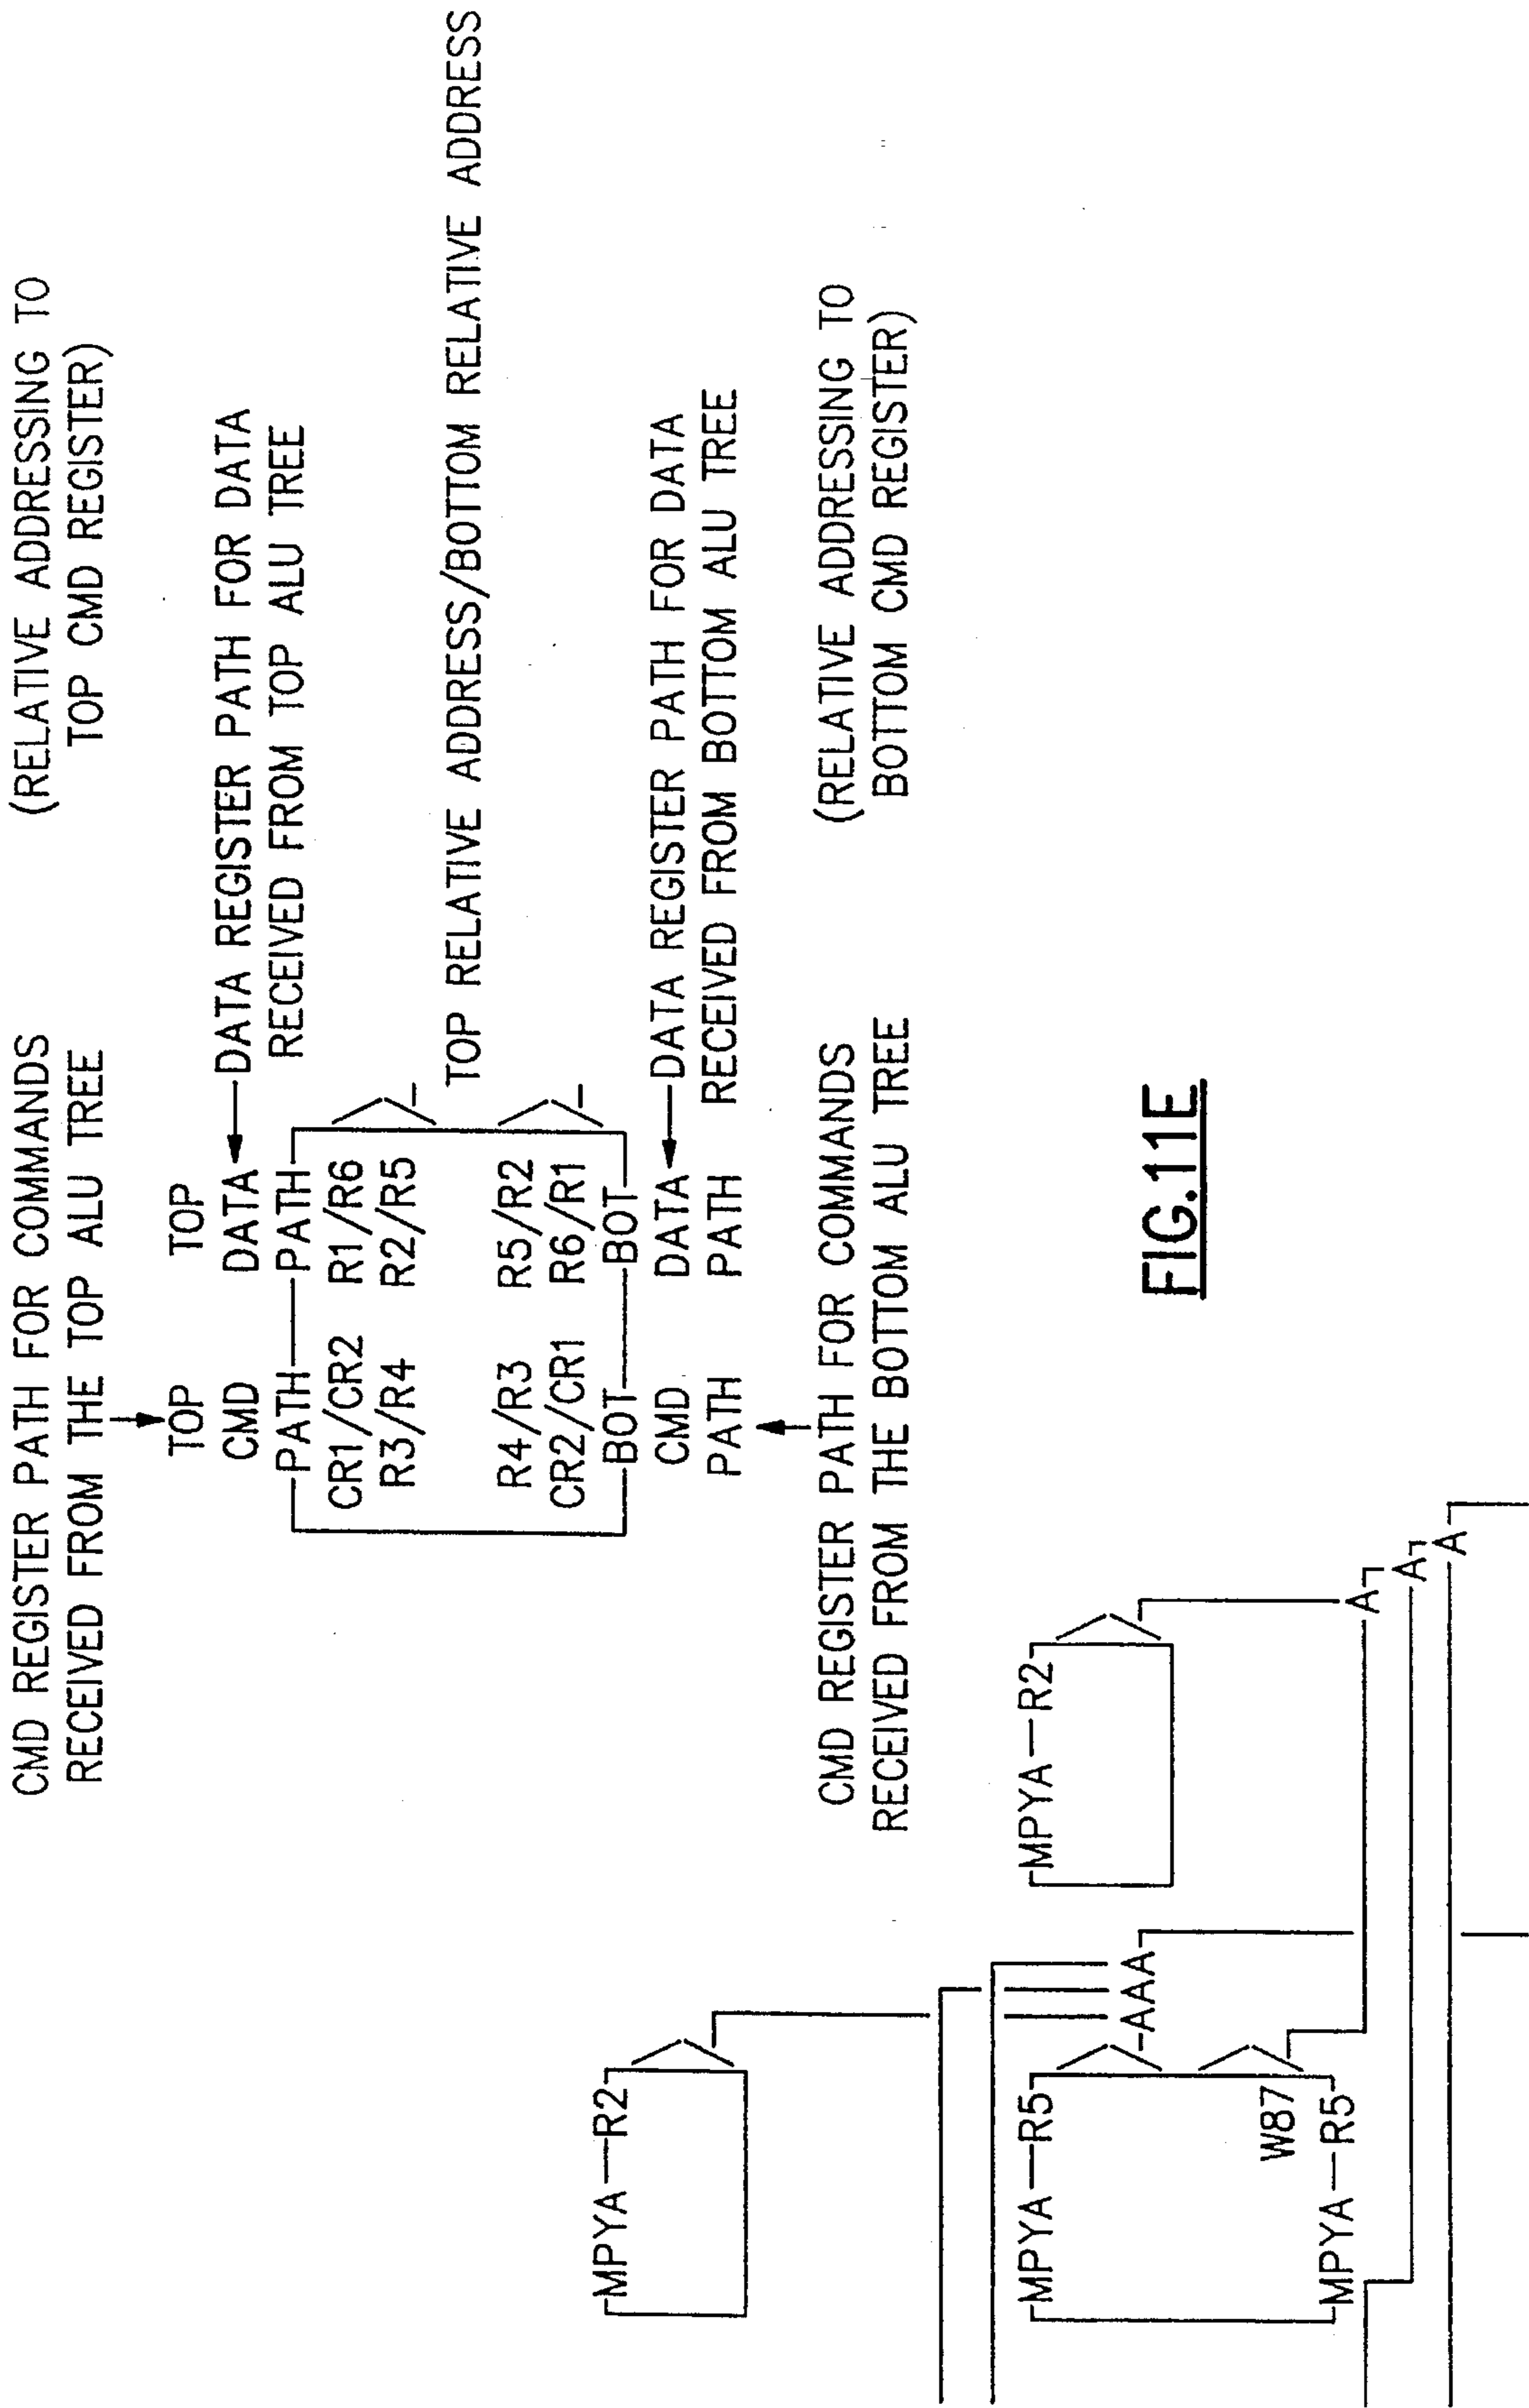 CMD REGISTER PATH FOR COMMANDS
RECEIVED FROM THE TOP ALU TREE
(RELATIVE ADDRESSING TO
TOP CMD REGISTER)
TOP TOP
CMD DATA
DATA REGISTER PATH FOR DATA
RECEIVED FROM TOP ALU TREE
PATH PATH
CR1/CR2 R1/R6
R3/R4 R2/R5
TOP RELATIVE ADDRESS/BOTTOM RELATIVE ADDRESS
R4/R3 R5/R2
CR2/CR1 R6/R1
BOT BOT
CMD DATA
PATH PATH
DATA REGISTER PATH FOR DATA
RECEIVED FROM BOTTOM ALU TREE
CMD REGISTER PATH FOR COMMANDS
RECEIVED FROM THE BOTTOM ALU TREE
(RELATIVE ADDRESSING TO
BOTTOM CMD REGISTER)
MPYA R2
MPYA R5
AAA
W87
MPYA R5
MPYA R2
A
A
A
FIG.11E